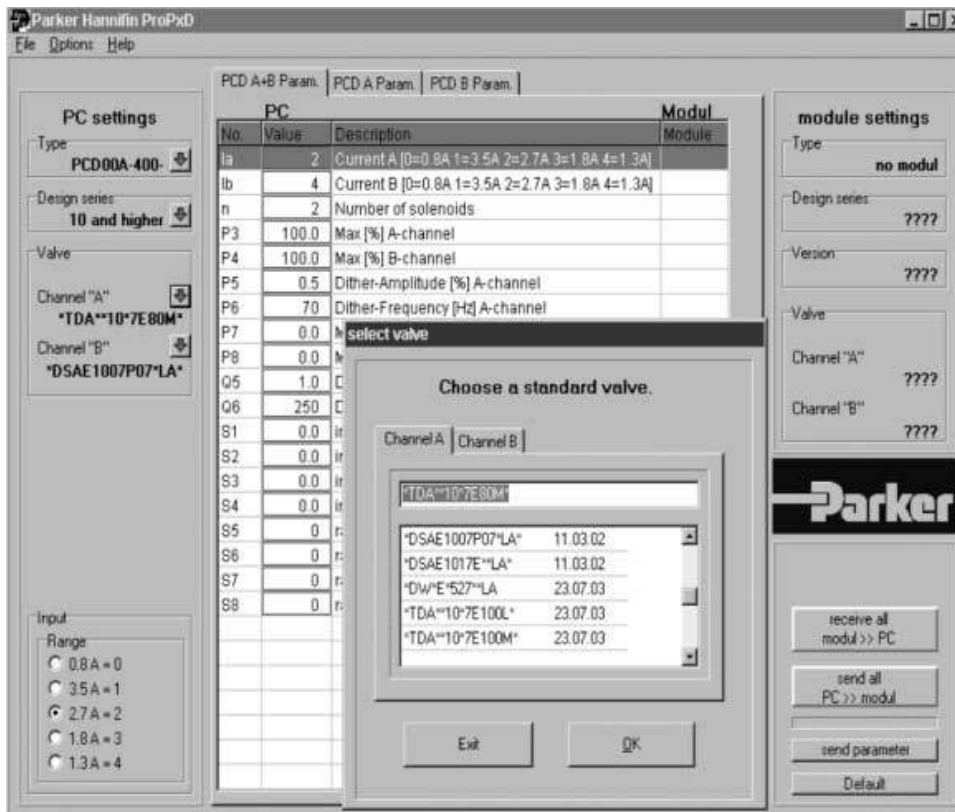 Parker Hannifin ProPxD
File Options Help
PC settings
Type
PCD00A-400-
Design series
10 and higher
Valve
Channel "A"
*TDA**10*7E80M*
Channel "B"
*DSAE1007P07*LA*
Input
Range
0.8 A = 0
3.5 A = 1
2.7 A = 2
1.8 A = 3
1.3 A = 4
PCD A+B Param. PCD A Param. PCD B Param.
PC Modul
No. Value Description Module
Ia 2 Current A [0=0.8A 1=3.5A 2=2.7A 3=1.8A 4=1.3A]
Ib 4 Current B [0=0.8A 1=3.5A 2=2.7A 3=1.8A 4=1.3A]
n 2 Number of solenoids
P3 100.0 Max [%] A-channel
P4 100.0 Max [%] B-channel
P5 0.5 Dither-Amplitude [%] A-channel
P6 70 Dither-Frequency [Hz] A-channel
P7 0.0 M
P8 0.0 M
Q5 1.0 D
Q6 250 D
S1 0.0 i
S2 0.0 i
S3 0.0 i
S4 0.0 i
S5 0 r
S6 0 r
S7 0 r
S8 0 r
select valve
Choose a standard valve.
Channel A Channel B
*TDA**10*7E80M*
*DSAE1007P07*LA* 11.03.02
*DSAE1017E**LA* 11.03.02
*DW*E*527**LA 23.07.03
*TDA**10*7E100L* 23.07.03
*TDA**10*7E100M* 23.07.03
Exit OK
module settings
Type
no modul
Design series
????
Version
????
Valve
Channel "A"
????
Channel "B"
????
Parker
receive all
modul >> PC
send all
PC >> modul
send parameter
Default